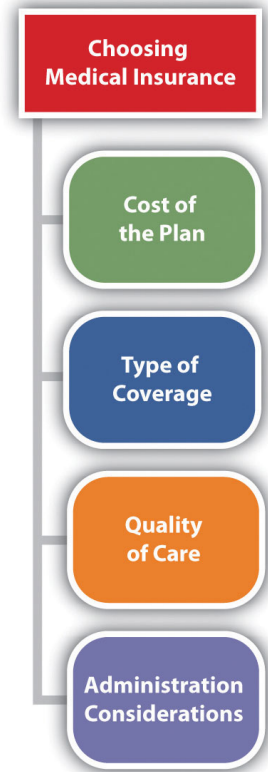 Choosing
Medical Insurance
Cost of
the Plan
Type of
Coverage
Quality
of Care
Administration
Considerations